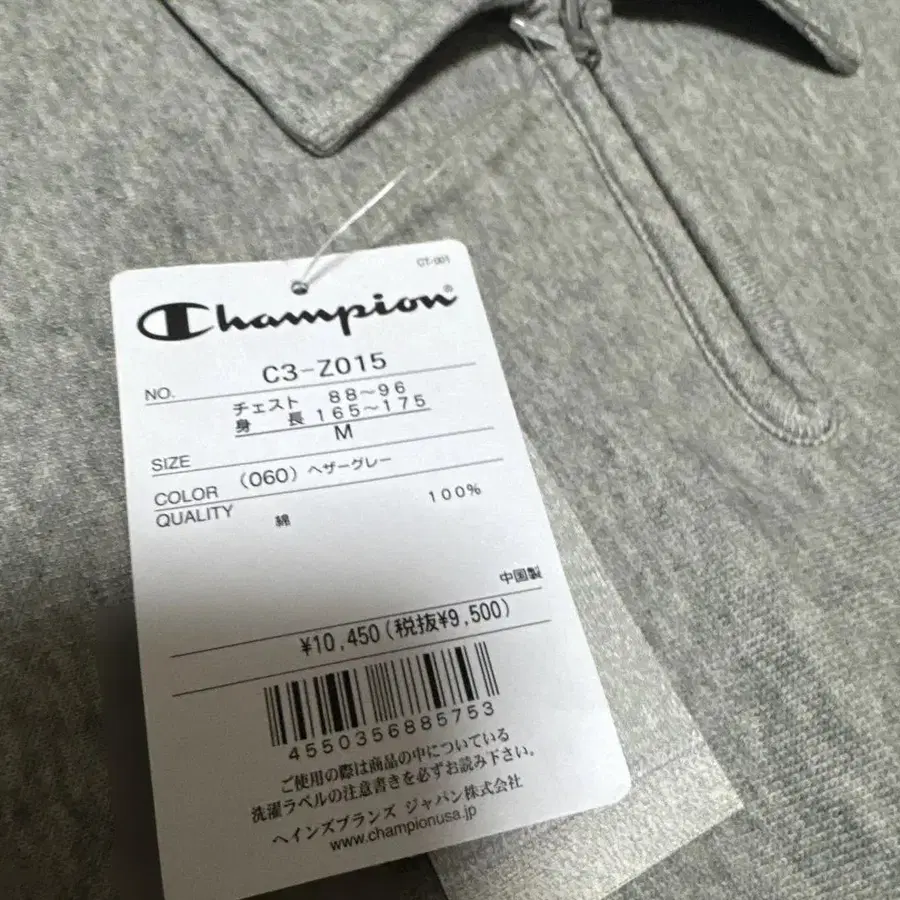 CT-001
Champion®
NO. C3-Z015
チェスト 88～96
身長 165～175
SIZE M
COLOR (060) ヘザーグレー
QUALITY 綿 100%
中国製
¥10,450(税抜¥9,500)
4550356885753
ご使用の際は商品の中についている
洗濯ラベルの注意書きを必ずお読み下さい。
ヘインズブランズ ジャパン株式会社
www.championusa.jp